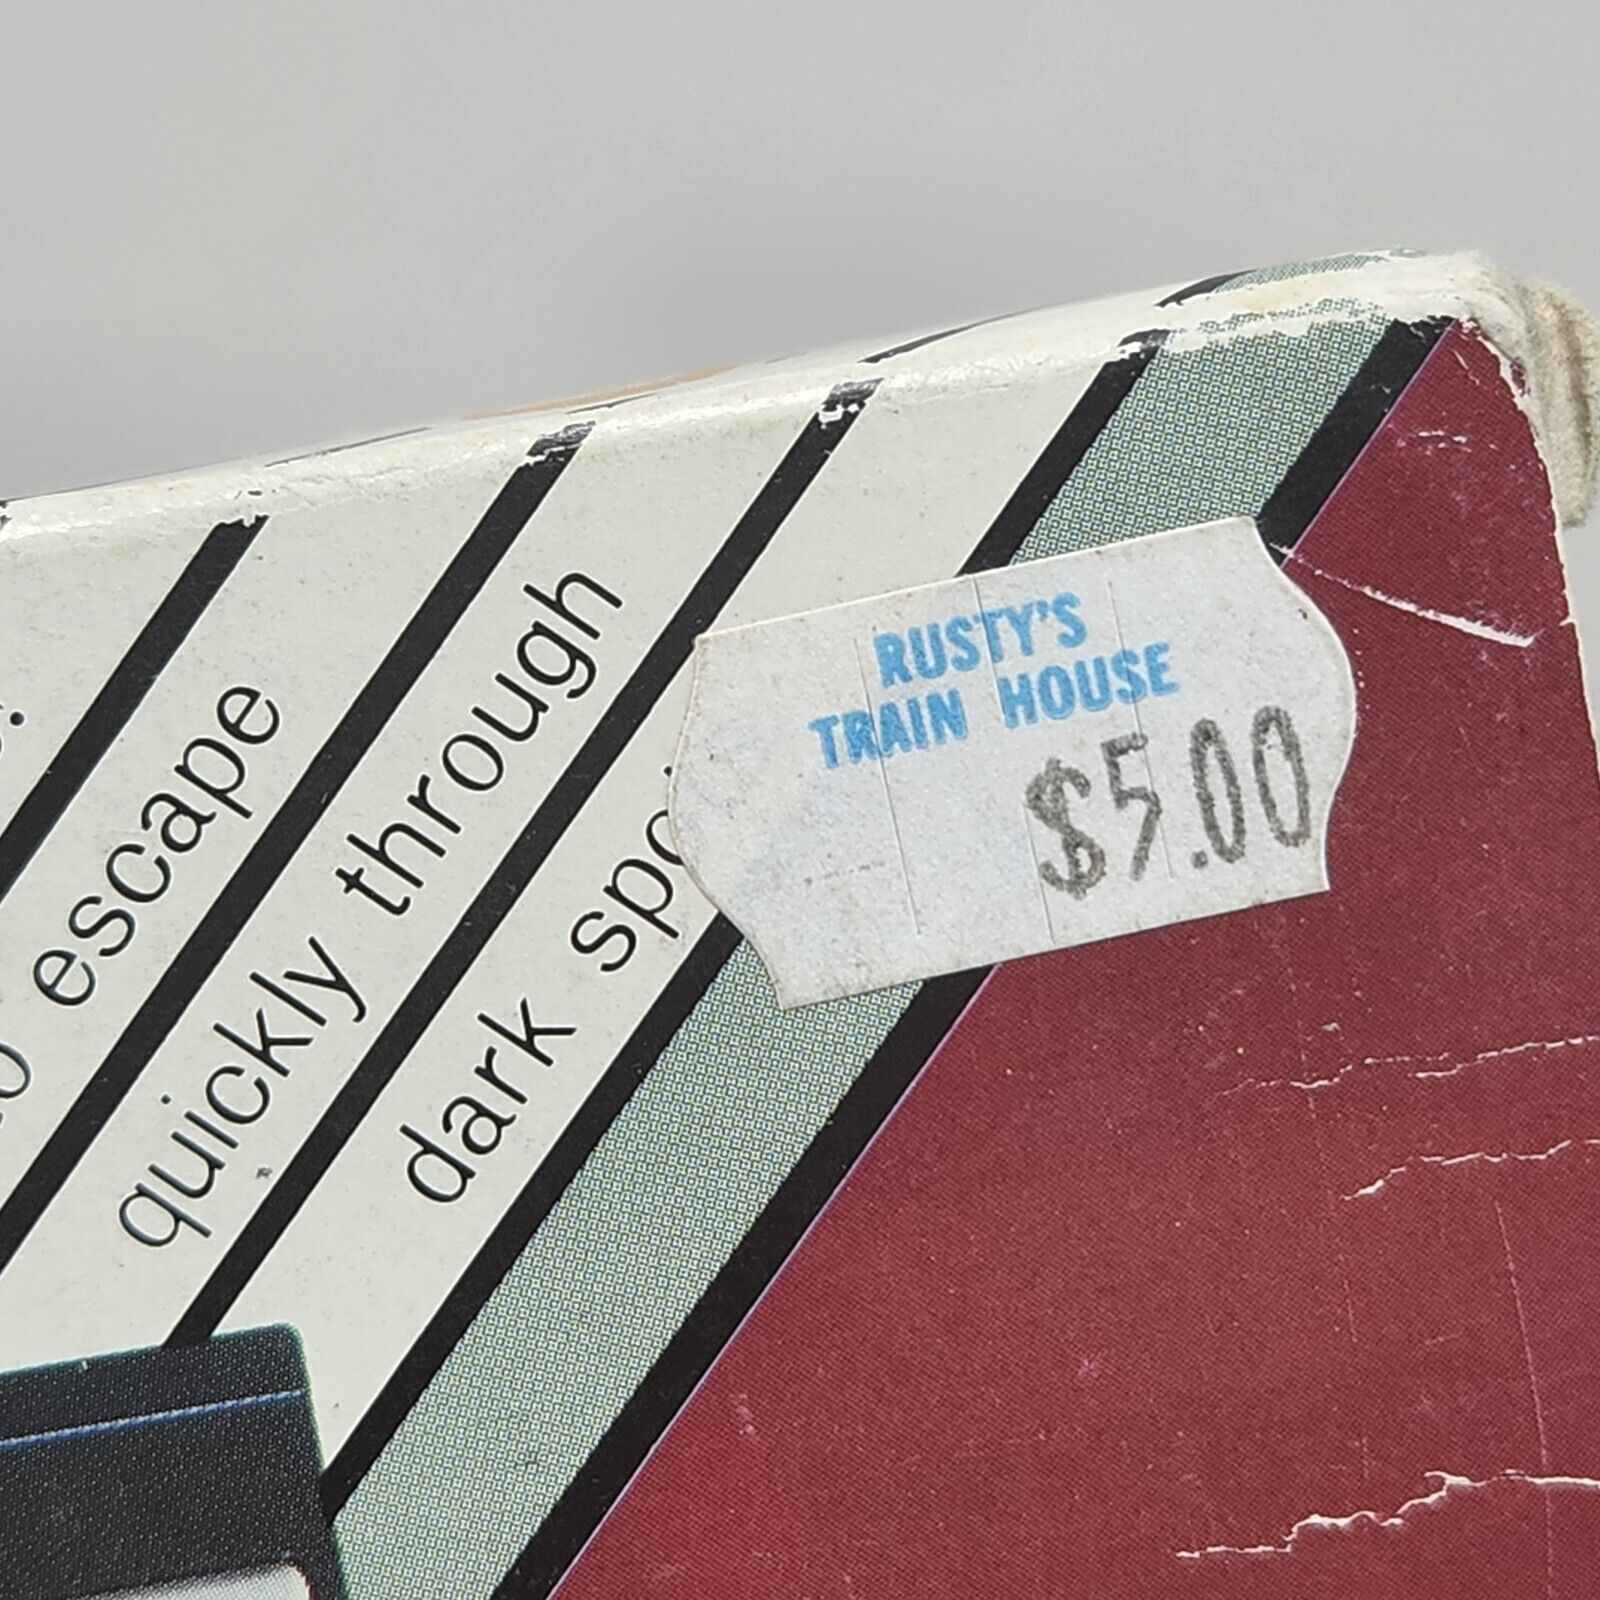 escape
quickly through
dark
RUSTY'S
TRAIN HOUSE
$5.00